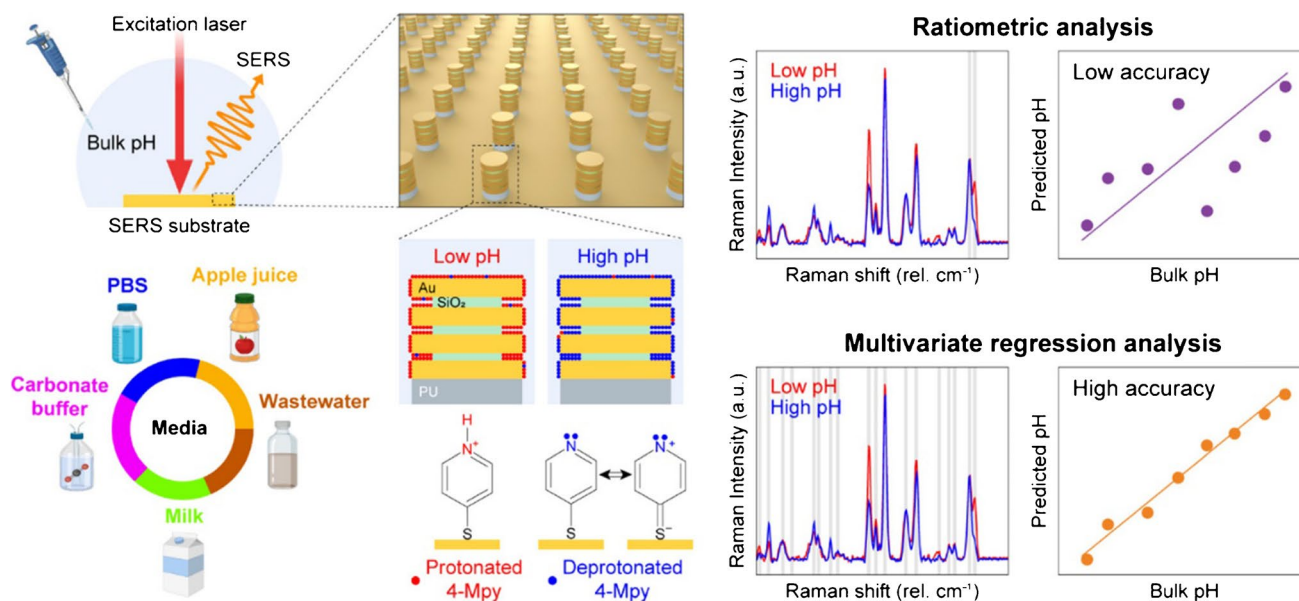 Excitation laser
SERS
Bulk pH
SERS substrate
PBS
Apple juice
Carbonate
buffer
Media
Wastewater
Milk
Low pH
High pH
Au
SiO₂
PU
H
N⁺
S
N
S
N⁺
S⁻
Protonated
4-Mpy
Deprotonated
4-Mpy
Ratiometric analysis
Raman Intensity (a.u.)
Low pH
High pH
Raman shift (rel. cm⁻¹)
Predicted pH
Low accuracy
Bulk pH
Multivariate regression analysis
Raman Intensity (a.u.)
Low pH
High pH
Raman shift (rel. cm⁻¹)
Predicted pH
High accuracy
Bulk pH